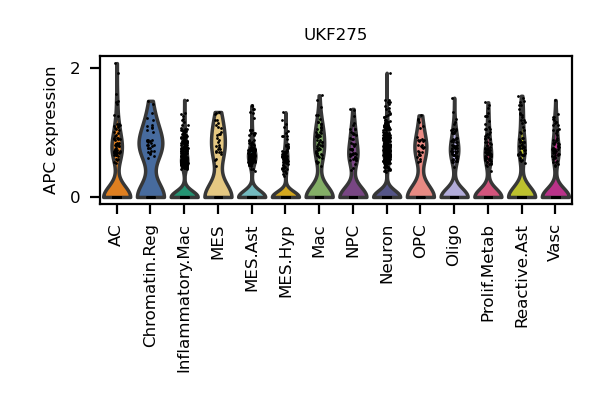 UKF275
APC expression
2
0
AC
Chromatin.Reg
Inflammatory.Mac
MES
MES.Ast
MES.Hyp
Mac
NPC
Neuron
OPC
Oligo
Prolif.Metab
Reactive.Ast
Vasc